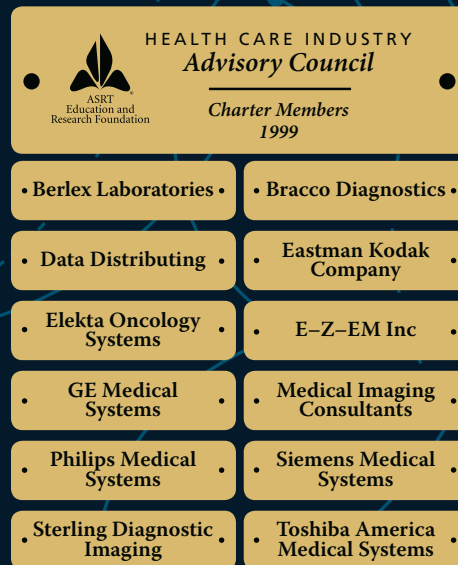 HEALTH CARE INDUSTRY
Advisory Council
ASRT
Education and
Research Foundation
Charter Members
1999
• Berlex Laboratories •
• Bracco Diagnostics •
• Data Distributing •
• Eastman Kodak
Company •
• Elekta Oncology
Systems •
• E–Z–EM Inc •
• GE Medical
Systems •
• Medical Imaging
Consultants •
• Philips Medical
Systems •
• Siemens Medical
Systems •
• Sterling Diagnostic
Imaging •
• Toshiba America
Medical Systems •